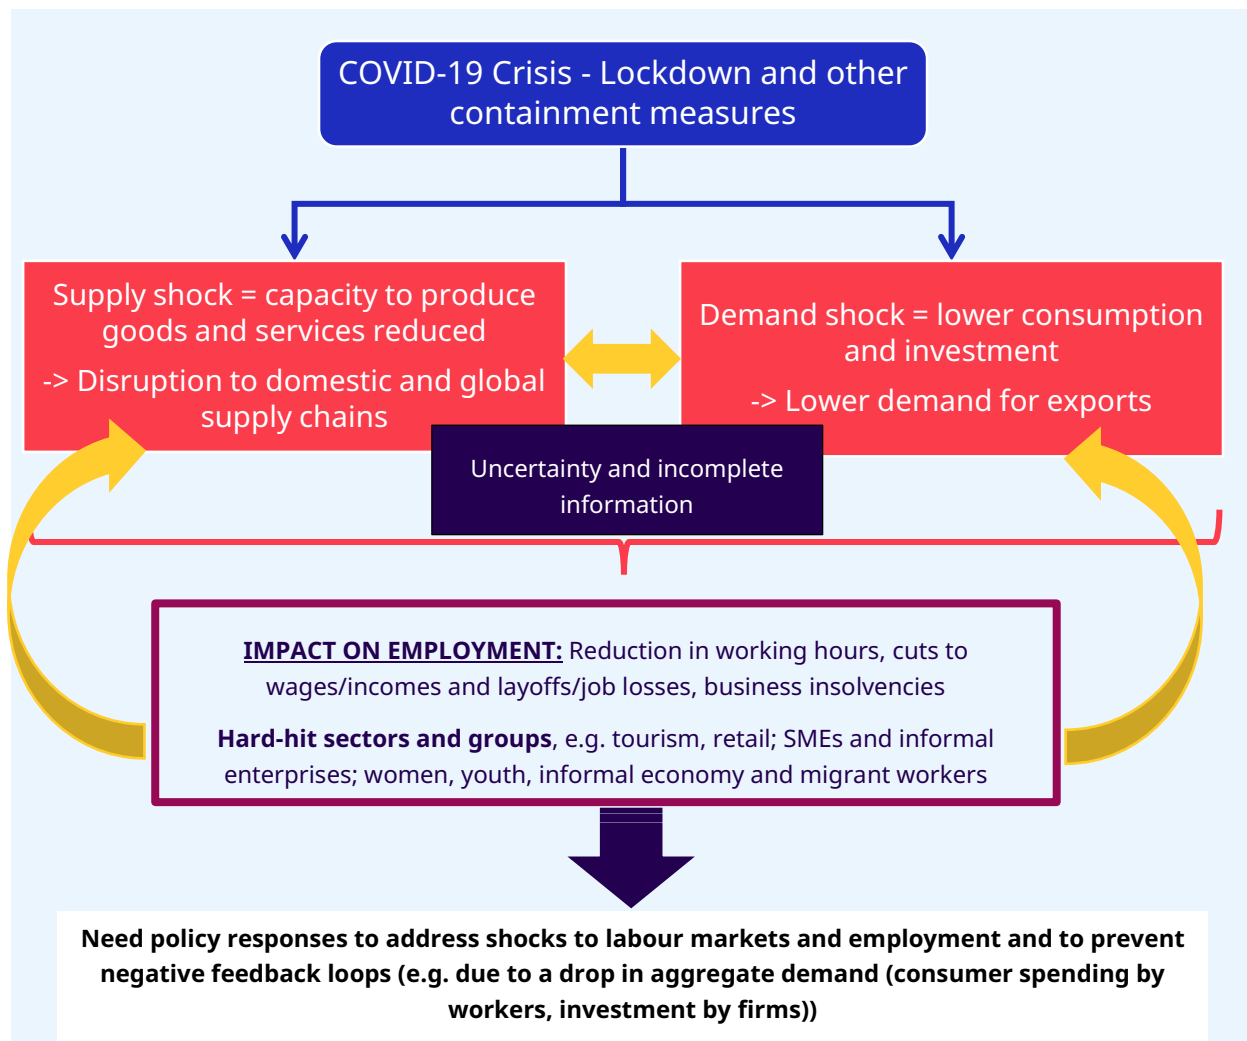 COVID-19 Crisis - Lockdown and other
containment measures
Supply shock = capacity to produce
goods and services reduced
-> Disruption to domestic and global
supply chains
Demand shock = lower consumption
and investment
-> Lower demand for exports
Uncertainty and incomplete
information
IMPACT ON EMPLOYMENT: Reduction in working hours, cuts to
wages/incomes and layoffs/job losses, business insolvencies
Hard-hit sectors and groups, e.g. tourism, retail; SMEs and informal
enterprises; women, youth, informal economy and migrant workers
Need policy responses to address shocks to labour markets and employment and to prevent
negative feedback loops (e.g. due to a drop in aggregate demand (consumer spending by
workers, investment by firms))